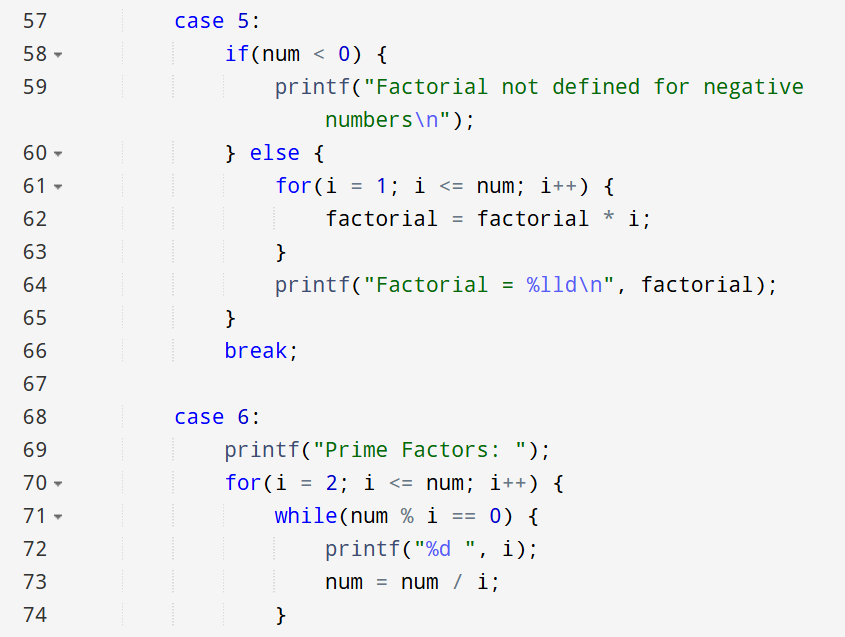 57 case 5:
58 if(num < 0) {
59 printf("Factorial not defined for negative
numbers\n");
60 } else {
61 for(i = 1; i <= num; i++) {
62 factorial = factorial * i;
63 }
64 printf("Factorial = %lld\n", factorial);
65 }
66 break;
67
68 case 6:
69 printf("Prime Factors: ");
70 for(i = 2; i <= num; i++) {
71 while(num % i == 0) {
72 printf("%d ", i);
73 num = num / i;
74 }